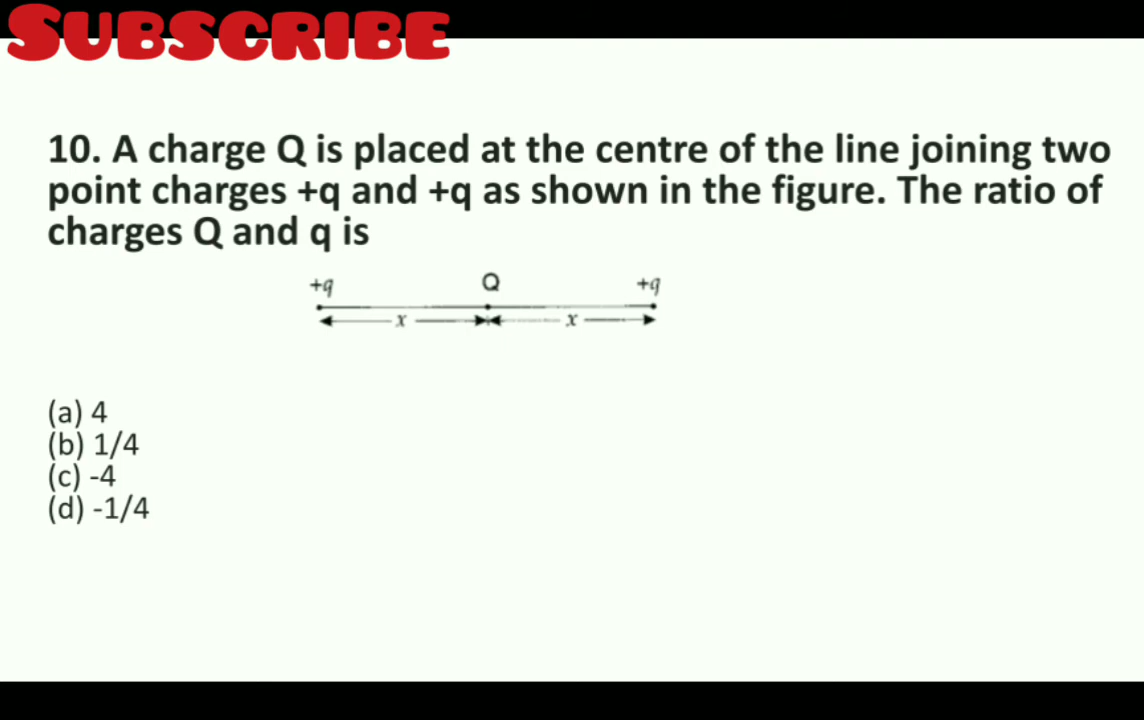 SUBSCRIBE
10. A charge Q is placed at the centre of the line joining two
point charges +q and +q as shown in the figure. The ratio of
charges Q and q is
+q Q +q
x x
(a) 4
(b) 1/4
(c) -4
(d) -1/4